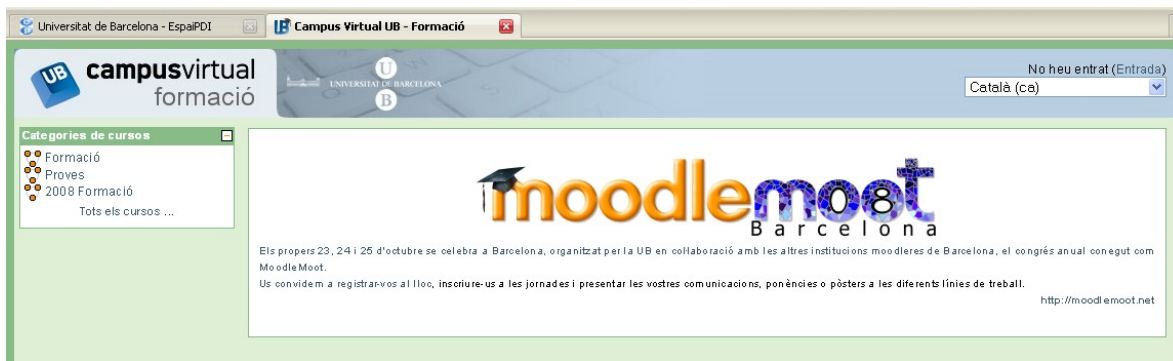 Universitat de Barcelona - EspaiPDI
Campus Virtual UB - Formació
UB
campusvirtual
formació
U
UNIVERSITAT DE BARCELONA
B
No heu entrat (Entrada)
Català (ca)
Categories de cursos
Formació
Proves
2008 Formació
Tots els cursos ...
moodlemoot
08
Barcelona
Els propers 23, 24 i 25 d'octubre se celebra a Barcelona, organitzat per la UB en col·laboració amb les altres institucions moodleres de Barcelona, el congrés anual conegut com
MoodleMoot.
Us convidem a registrar-vos al lloc, inscriure-us a les jornades i presentar les vostres comunicacions, ponències o pòsters a les diferents línies de treball.
http://moodlemoot.net